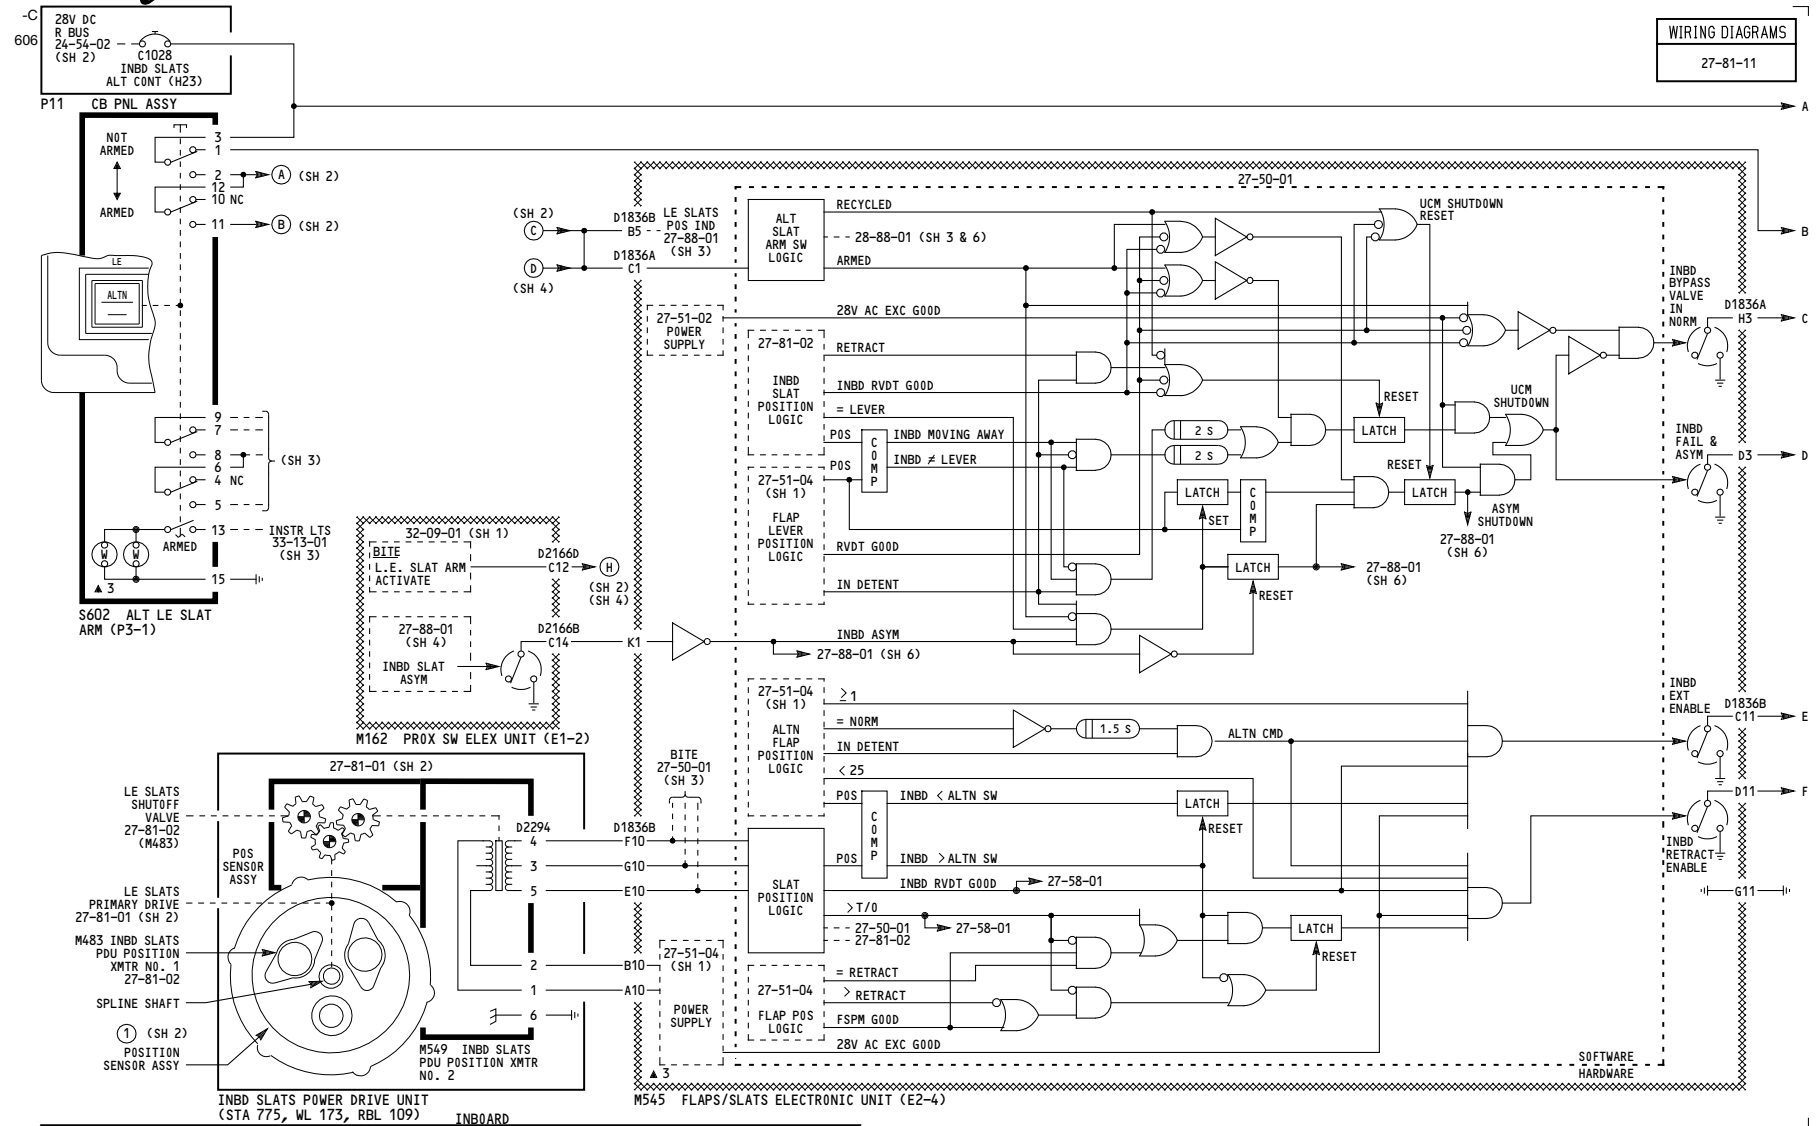 -C
606
28V DC
R BUS
24-54-02
(SH 2)
C1028
INBD SLATS
ALT CONT (H23)
P11 CB PNL ASSY
WIRING DIAGRAMS
27-81-11
NOT
ARMED
ARMED
3
1
2
12
10 NC
11
A (SH 2)
B (SH 2)
LE
ALTN
9
7
8
6
4 NC
5
13
15
(SH 3)
ARMED
INSTR LTS
33-13-01
(SH 3)
W
W
▲ 3
S602 ALT LE SLAT
ARM (P3-1)
32-09-01 (SH 1)
BITE
L.E. SLAT ARM
ACTIVATE
D2166D
C12
H
(SH 2)
(SH 4)
27-88-01
(SH 4)
INBD SLAT
ASYM
D2166B
C14
K1
M162 PROX SW ELEX UNIT (E1-2)
(SH 2)
C
D
(SH 4)
D1836B
B5
D1836A
C1
LE SLATS
POS IND
27-88-01
(SH 3)
27-50-01
ALT
SLAT
ARM SW
LOGIC
RECYCLED
28-88-01 (SH 3 & 6)
ARMED
27-51-02
POWER
SUPPLY
28V AC EXC GOOD
27-81-02
INBD
SLAT
POSITION
LOGIC
RETRACT
INBD RVDT GOOD
= LEVER
POS
POS
C
O
M
P
INBD MOVING AWAY
INBD ≠ LEVER
27-51-04
(SH 1)
FLAP
LEVER
POSITION
LOGIC
RVDT GOOD
IN DETENT
2 S
2 S
LATCH
RESET
LATCH
SET
C
O
M
P
LATCH
RESET
RESET
LATCH
UCM SHUTDOWN
RESET
UCM
SHUTDOWN
ASYM
SHUTDOWN
27-88-01
(SH 6)
27-88-01
(SH 6)
INBD ASYM
27-88-01 (SH 6)
INBD
BYPASS
VALVE
IN
NORM
D1836A
H3
INBD
FAIL &
ASYM
D3
A
B
C
D
E
F
27-51-04
(SH 1)
ALTN
FLAP
POSITION
LOGIC
≥ 1
= NORM
IN DETENT
< 25
POS
1.5 S
ALTN CMD
C
O
M
P
INBD < ALTN SW
INBD > ALTN SW
LATCH
RESET
INBD
EXT
ENABLE
D1836B
C11
D11
INBD
RETRACT
ENABLE
G11
SLAT
POSITION
LOGIC
POS
INBD RVDT GOOD
27-58-01
> T/O
27-50-01
27-81-02
27-58-01
LATCH
RESET
27-51-04
FLAP POS
LOGIC
= RETRACT
> RETRACT
FSPM GOOD
28V AC EXC GOOD
27-51-04
(SH 1)
POWER
SUPPLY
SOFTWARE
HARDWARE
▲ 3
M545 FLAPS/SLATS ELECTRONIC UNIT (E2-4)
BITE
27-50-01
(SH 3)
D1836B
F10
G10
E10
B10
A10
27-81-01 (SH 2)
D2294
4
3
5
2
1
6
LE SLATS
SHUTOFF
VALVE
27-81-02
(M483)
POS
SENSOR
ASSY
LE SLATS
PRIMARY DRIVE
27-81-01 (SH 2)
M483 INBD SLATS
PDU POSITION
XMTR NO. 1
27-81-02
SPLINE SHAFT
1 (SH 2)
POSITION
SENSOR ASSY
M549 INBD SLATS
PDU POSITION XMTR
NO. 2
INBD SLATS POWER DRIVE UNIT
(STA 775, WL 173, RBL 109)
INBOARD